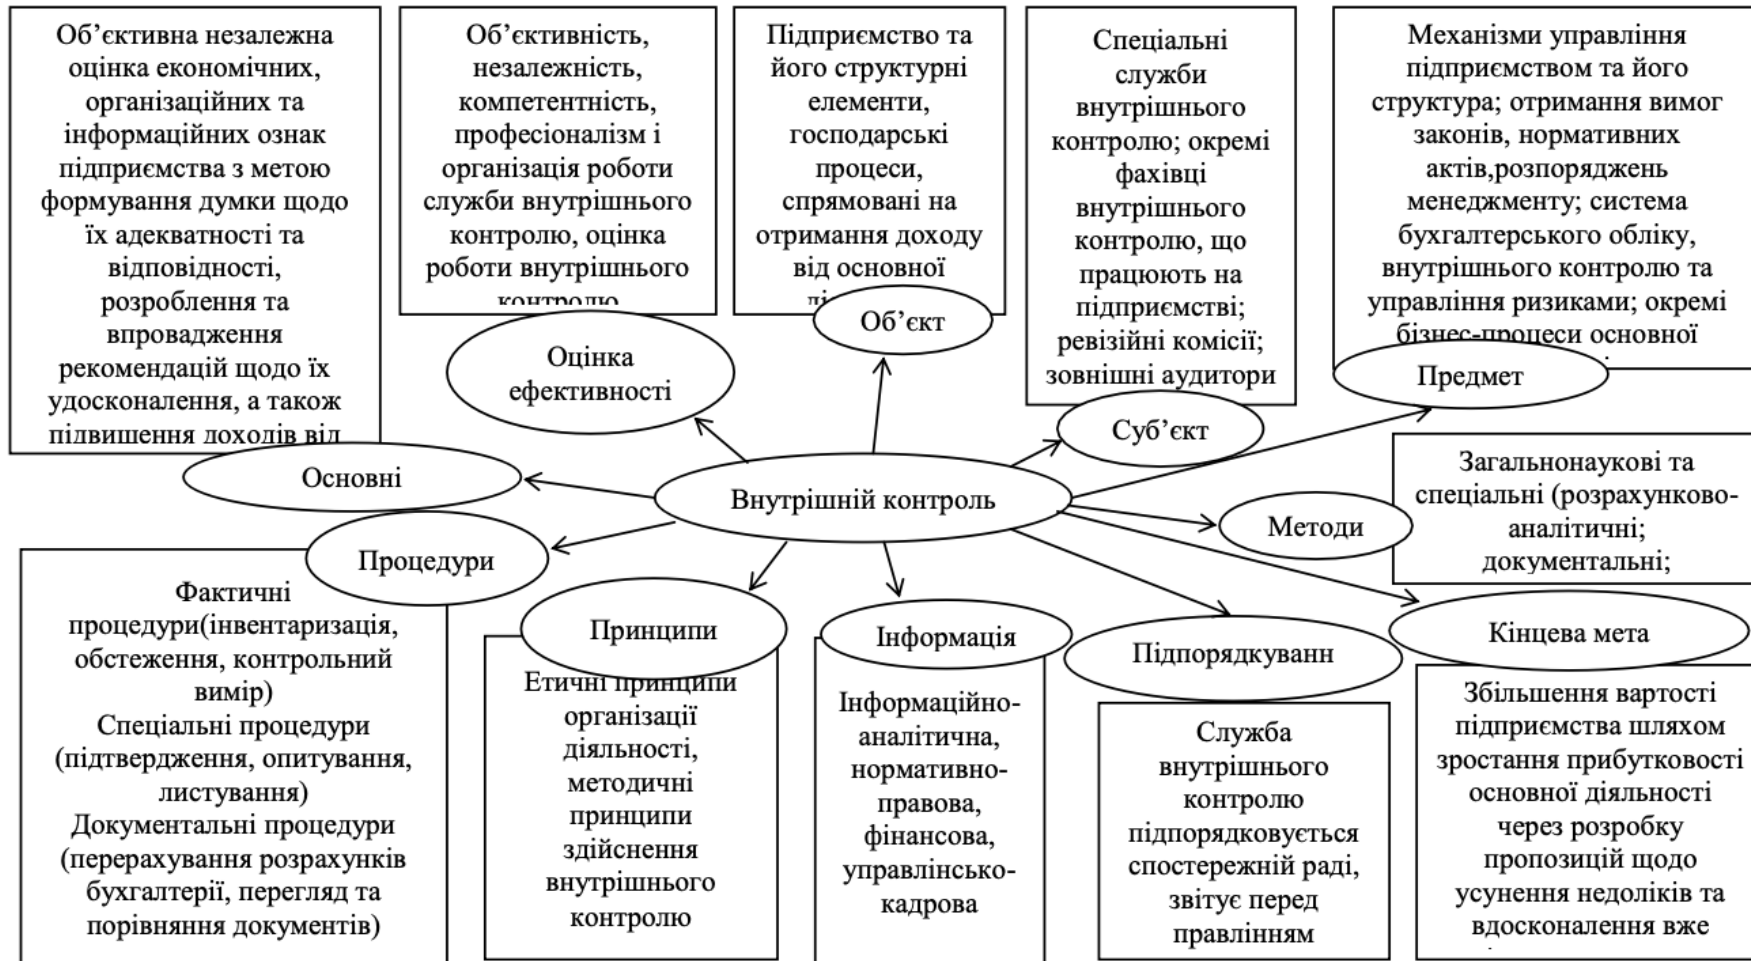 Об’єктивна незалежна
оцінка економічних,
організаційних та
інформаційних ознак
підприємства з метою
формування думки щодо
їх адекватності та
відповідності,
розроблення та
впровадження
рекомендацій щодо їх
удосконалення, а також
підвищення доходів від
Основні
Об’єктивність,
незалежність,
компетентність,
професіоналізм і
організація роботи
служби внутрішнього
контролю, оцінка
роботи внутрішнього
контролю
Оцінка
ефективності
Підприємство та
його структурні
елементи,
господарські
процеси,
спрямовані на
отримання доходу
від основної
Об’єкт
Спеціальні
служби
внутрішнього
контролю; окремі
фахівці
внутрішнього
контролю, що
працюють на
підприємстві;
ревізійні комісії;
зовнішні аудитори
Суб’єкт
Механізми управління
підприємством та його
структура; отримання вимог
законів, нормативних
актів,розпоряджень
менеджменту; система
бухгалтерського обліку,
внутрішнього контролю та
управління ризиками; окремі
бізнес-процеси основної
Предмет
Внутрішній контроль
Методи
Загальнонаукові та
спеціальні (розрахунково-
аналітичні;
документальні;
Процедури
Фактичні
процедури(інвентаризація,
обстеження, контрольний
вимір)
Спеціальні процедури
(підтвердження, опитування,
листування)
Документальні процедури
(перерахування розрахунків
бухгалтерії, перегляд та
порівняння документів)
Принципи
Етичні принципи
організації
діяльності,
методичні
принципи
здійснення
внутрішнього
контролю
Інформація
Інформаційно-
аналітична,
нормативно-
правова,
фінансова,
управлінсько-
кадрова
Підпорядкуванн
Служба
внутрішнього
контролю
підпорядковується
спостережній раді,
звітує перед
правлінням
Кінцева мета
Збільшення вартості
підприємства шляхом
зростання прибутковості
основної діяльності
через розробку
пропозицій щодо
усунення недоліків та
вдосконалення вже